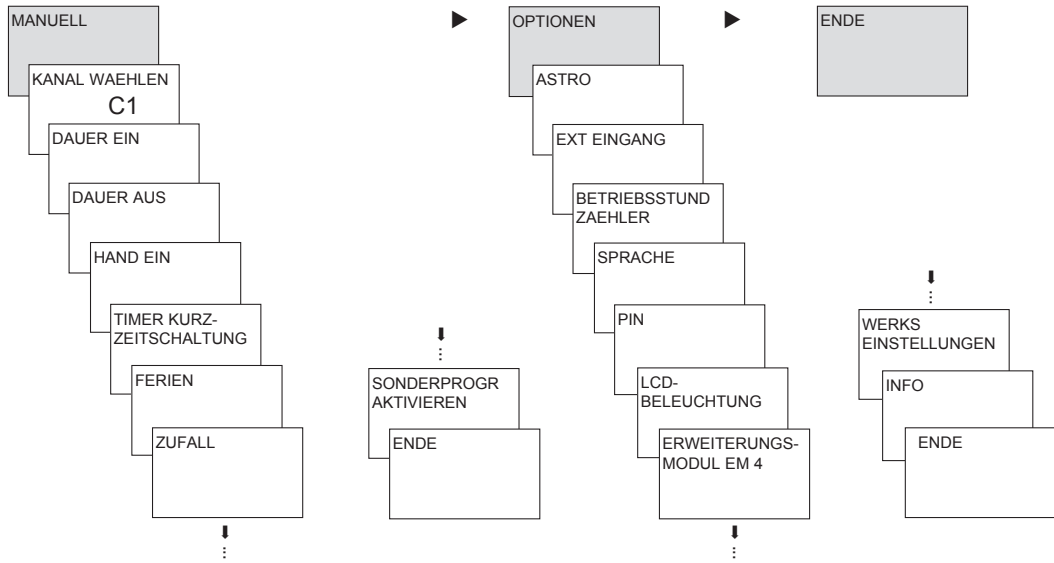 MANUELL
KANAL WAEHLEN
C1
DAUER EIN
DAUER AUS
HAND EIN
TIMER KURZ-
ZEITSCHALTUNG
FERIEN
ZUFALL
SONDERPROGR
AKTIVIEREN
ENDE
OPTIONEN
ASTRO
EXT EINGANG
BETRIEBSSTUND
ZAEHLER
SPRACHE
PIN
LCD-
BELEUCHTUNG
ERWEITERUNGS-
MODUL EM 4
WERKS
EINSTELLUNGEN
INFO
ENDE
ENDE